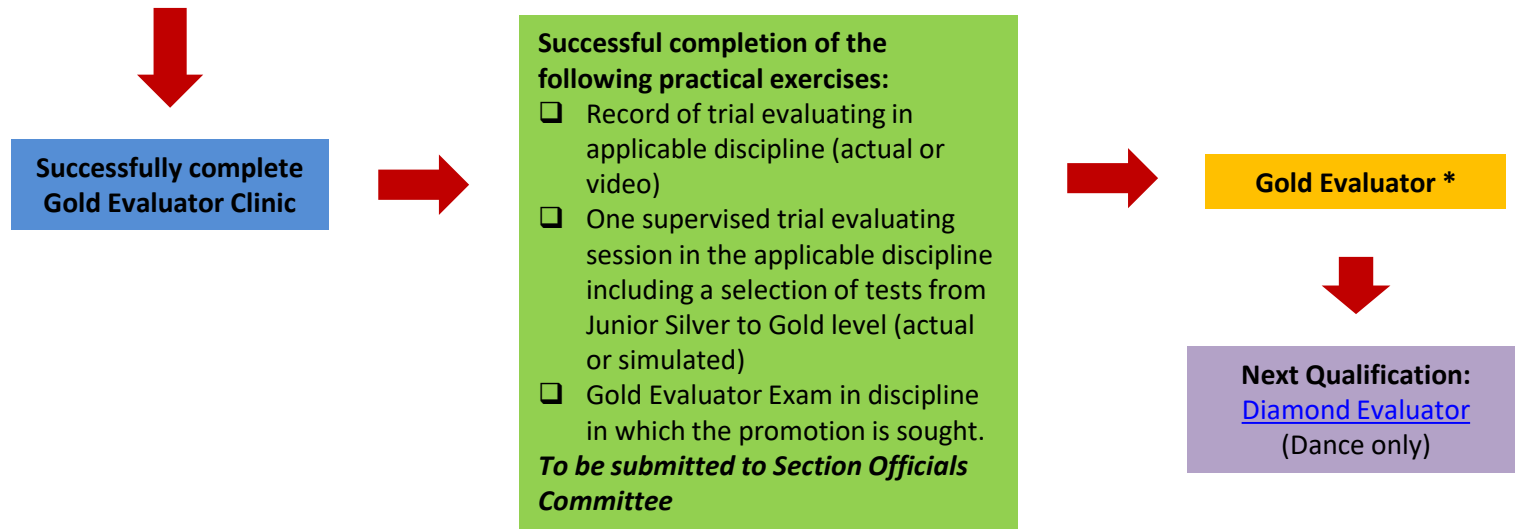 Successfully complete
Gold Evaluator Clinic
Successful completion of the
following practical exercises:
❑ Record of trial evaluating in
applicable discipline (actual or
video)
❑ One supervised trial evaluating
session in the applicable discipline
including a selection of tests from
Junior Silver to Gold level (actual
or simulated)
❑ Gold Evaluator Exam in discipline
in which the promotion is sought.
To be submitted to Section Officials
Committee
Gold Evaluator *
Next Qualification:
Diamond Evaluator
(Dance only)